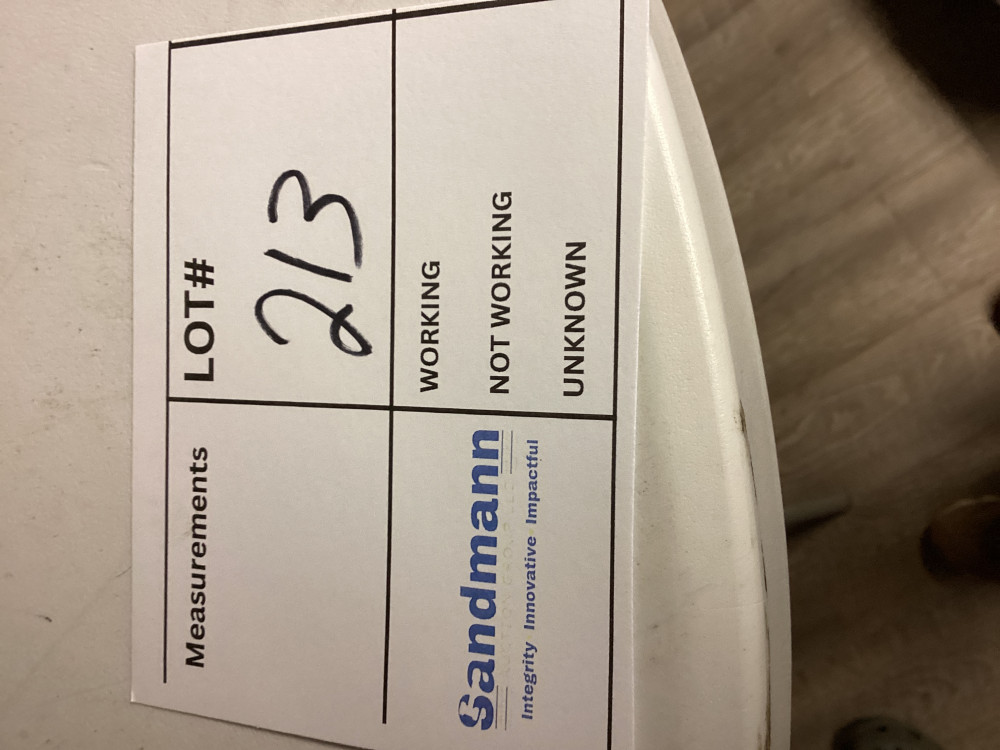 Measurements
LOT#
213
Sandmann
Integrity Innovative Impactful
WORKING
NOT WORKING
UNKNOWN